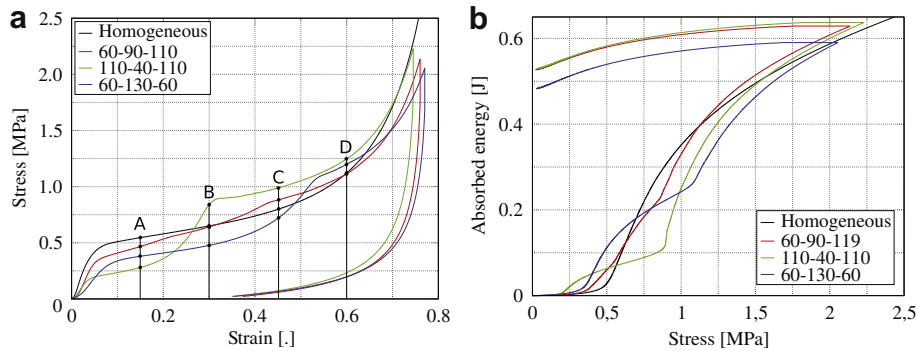 a
2.5
2.0
1.5
1.0
0.5
0
0
0.2
0.4
0.6
0.8
Stress [MPa]
Strain [.]
Homogeneous
60-90-110
110-40-110
60-130-60
A
B
C
D
b
0.6
0.4
0.2
0
0
0,5
1
1,5
2
2,5
Absorbed energy [J]
Stress [MPa]
Homogeneous
60-90-119
110-40-110
60-130-60